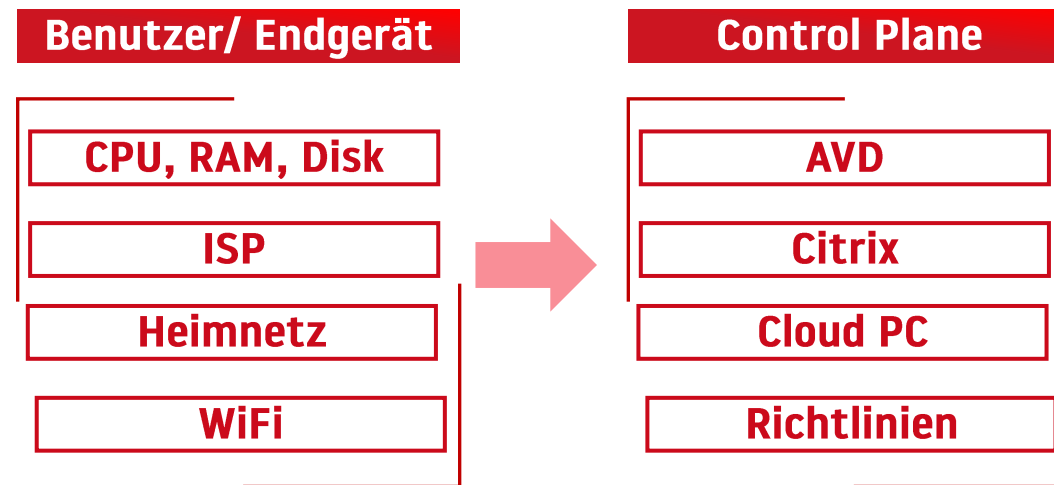 Benutzer/ Endgerät
CPU, RAM, Disk
ISP
Heimnetz
WiFi
Control Plane
AVD
Citrix
Cloud PC
Richtlinien